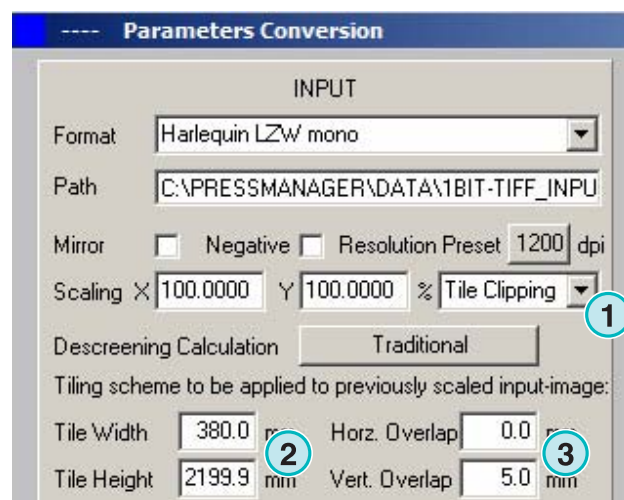 ---- Parameters Conversion
INPUT
Format Harlequin LZW mono
Path C:\PRESSMANAGER\DATA\1BIT-TIFF_INPU
Mirror Negative Resolution Preset 1200 dpi
Scaling X 100.0000 Y 100.0000 % Tile Clipping
1
Descreening Calculation Traditional
Tiling scheme to be applied to previously scaled input-image:
Tile Width 380.0 Horz. Overlap 0.0
2 3
Tile Height 2199.9 mm Vert. Overlap 5.0 mm